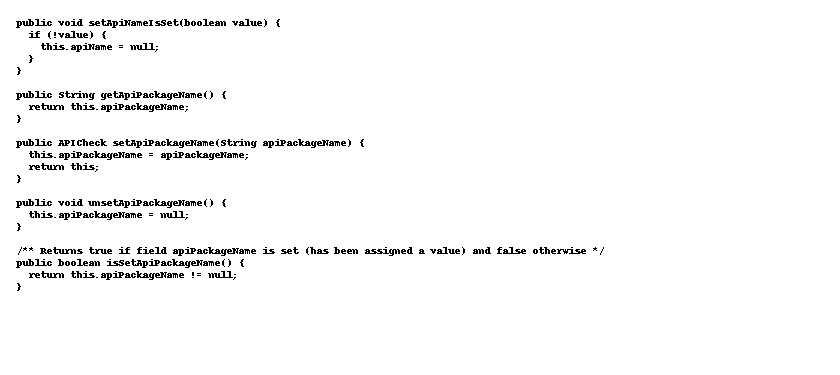 public void setApiNameIsSet(boolean value) {
  if (!value) {
    this.apiName = null;
  }
}

public String getApiPackageName() {
  return this.apiPackageName;
}

public APICheck setApiPackageName(String apiPackageName) {
  this.apiPackageName = apiPackageName;
  return this;
}

public void unsetApiPackageName() {
  this.apiPackageName = null;
}

/** Returns true if field apiPackageName is set (has been assigned a value) and false otherwise */
public boolean isSetApiPackageName() {
  return this.apiPackageName != null;
}